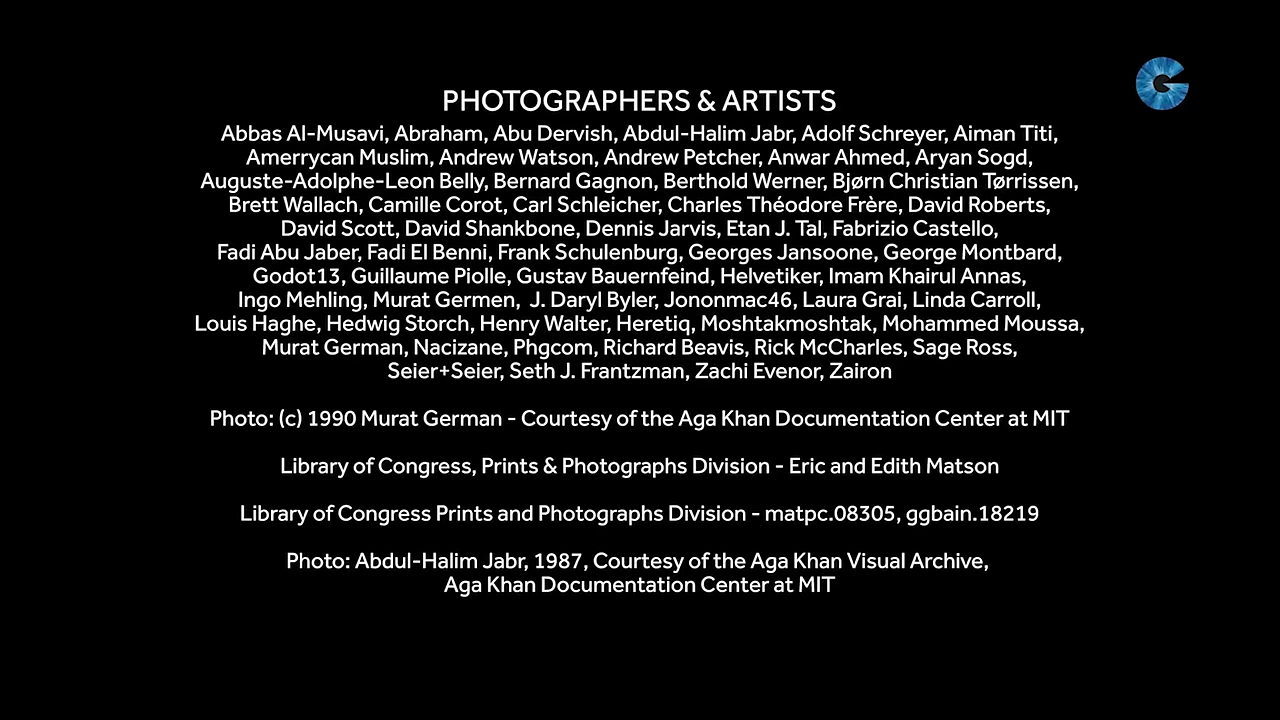 PHOTOGRAPHERS & ARTISTS
Abbas Al-Musavi, Abraham, Abu Dervish, Abdul-Halim Jabr, Adolf Schreyer, Aiman Titi,
Amerrycan Muslim, Andrew Watson, Andrew Petcher, Anwar Ahmed, Aryan Sogd,
Auguste-Adolphe-Leon Belly, Bernard Gagnon, Berthold Werner, Bjørn Christian Tørrissen,
Brett Wallach, Camille Corot, Carl Schleicher, Charles Théodore Frère, David Roberts,
David Scott, David Shankbone, Dennis Jarvis, Etan J. Tal, Fabrizio Castello,
Fadi Abu Jaber, Fadi El Benni, Frank Schulenburg, Georges Jansoone, George Montbard,
Godot13, Guillaume Piolle, Gustav Bauernfeind, Helvetiker, Imam Khairul Annas,
Ingo Mehling, Murat Germen,  J. Daryl Byler, Jononmac46, Laura Grai, Linda Carroll,
Louis Haghe, Hedwig Storch, Henry Walter, Heretiq, Moshtakmoshtak, Mohammed Moussa,
Murat German, Nacizane, Phgcom, Richard Beavis, Rick McCharles, Sage Ross,
Seier+Seier, Seth J. Frantzman, Zachi Evenor, Zairon
Photo: (c) 1990 Murat German - Courtesy of the Aga Khan Documentation Center at MIT
Library of Congress, Prints & Photographs Division - Eric and Edith Matson
Library of Congress Prints and Photographs Division - matpc.08305, ggbain.18219
Photo: Abdul-Halim Jabr, 1987, Courtesy of the Aga Khan Visual Archive,
Aga Khan Documentation Center at MIT